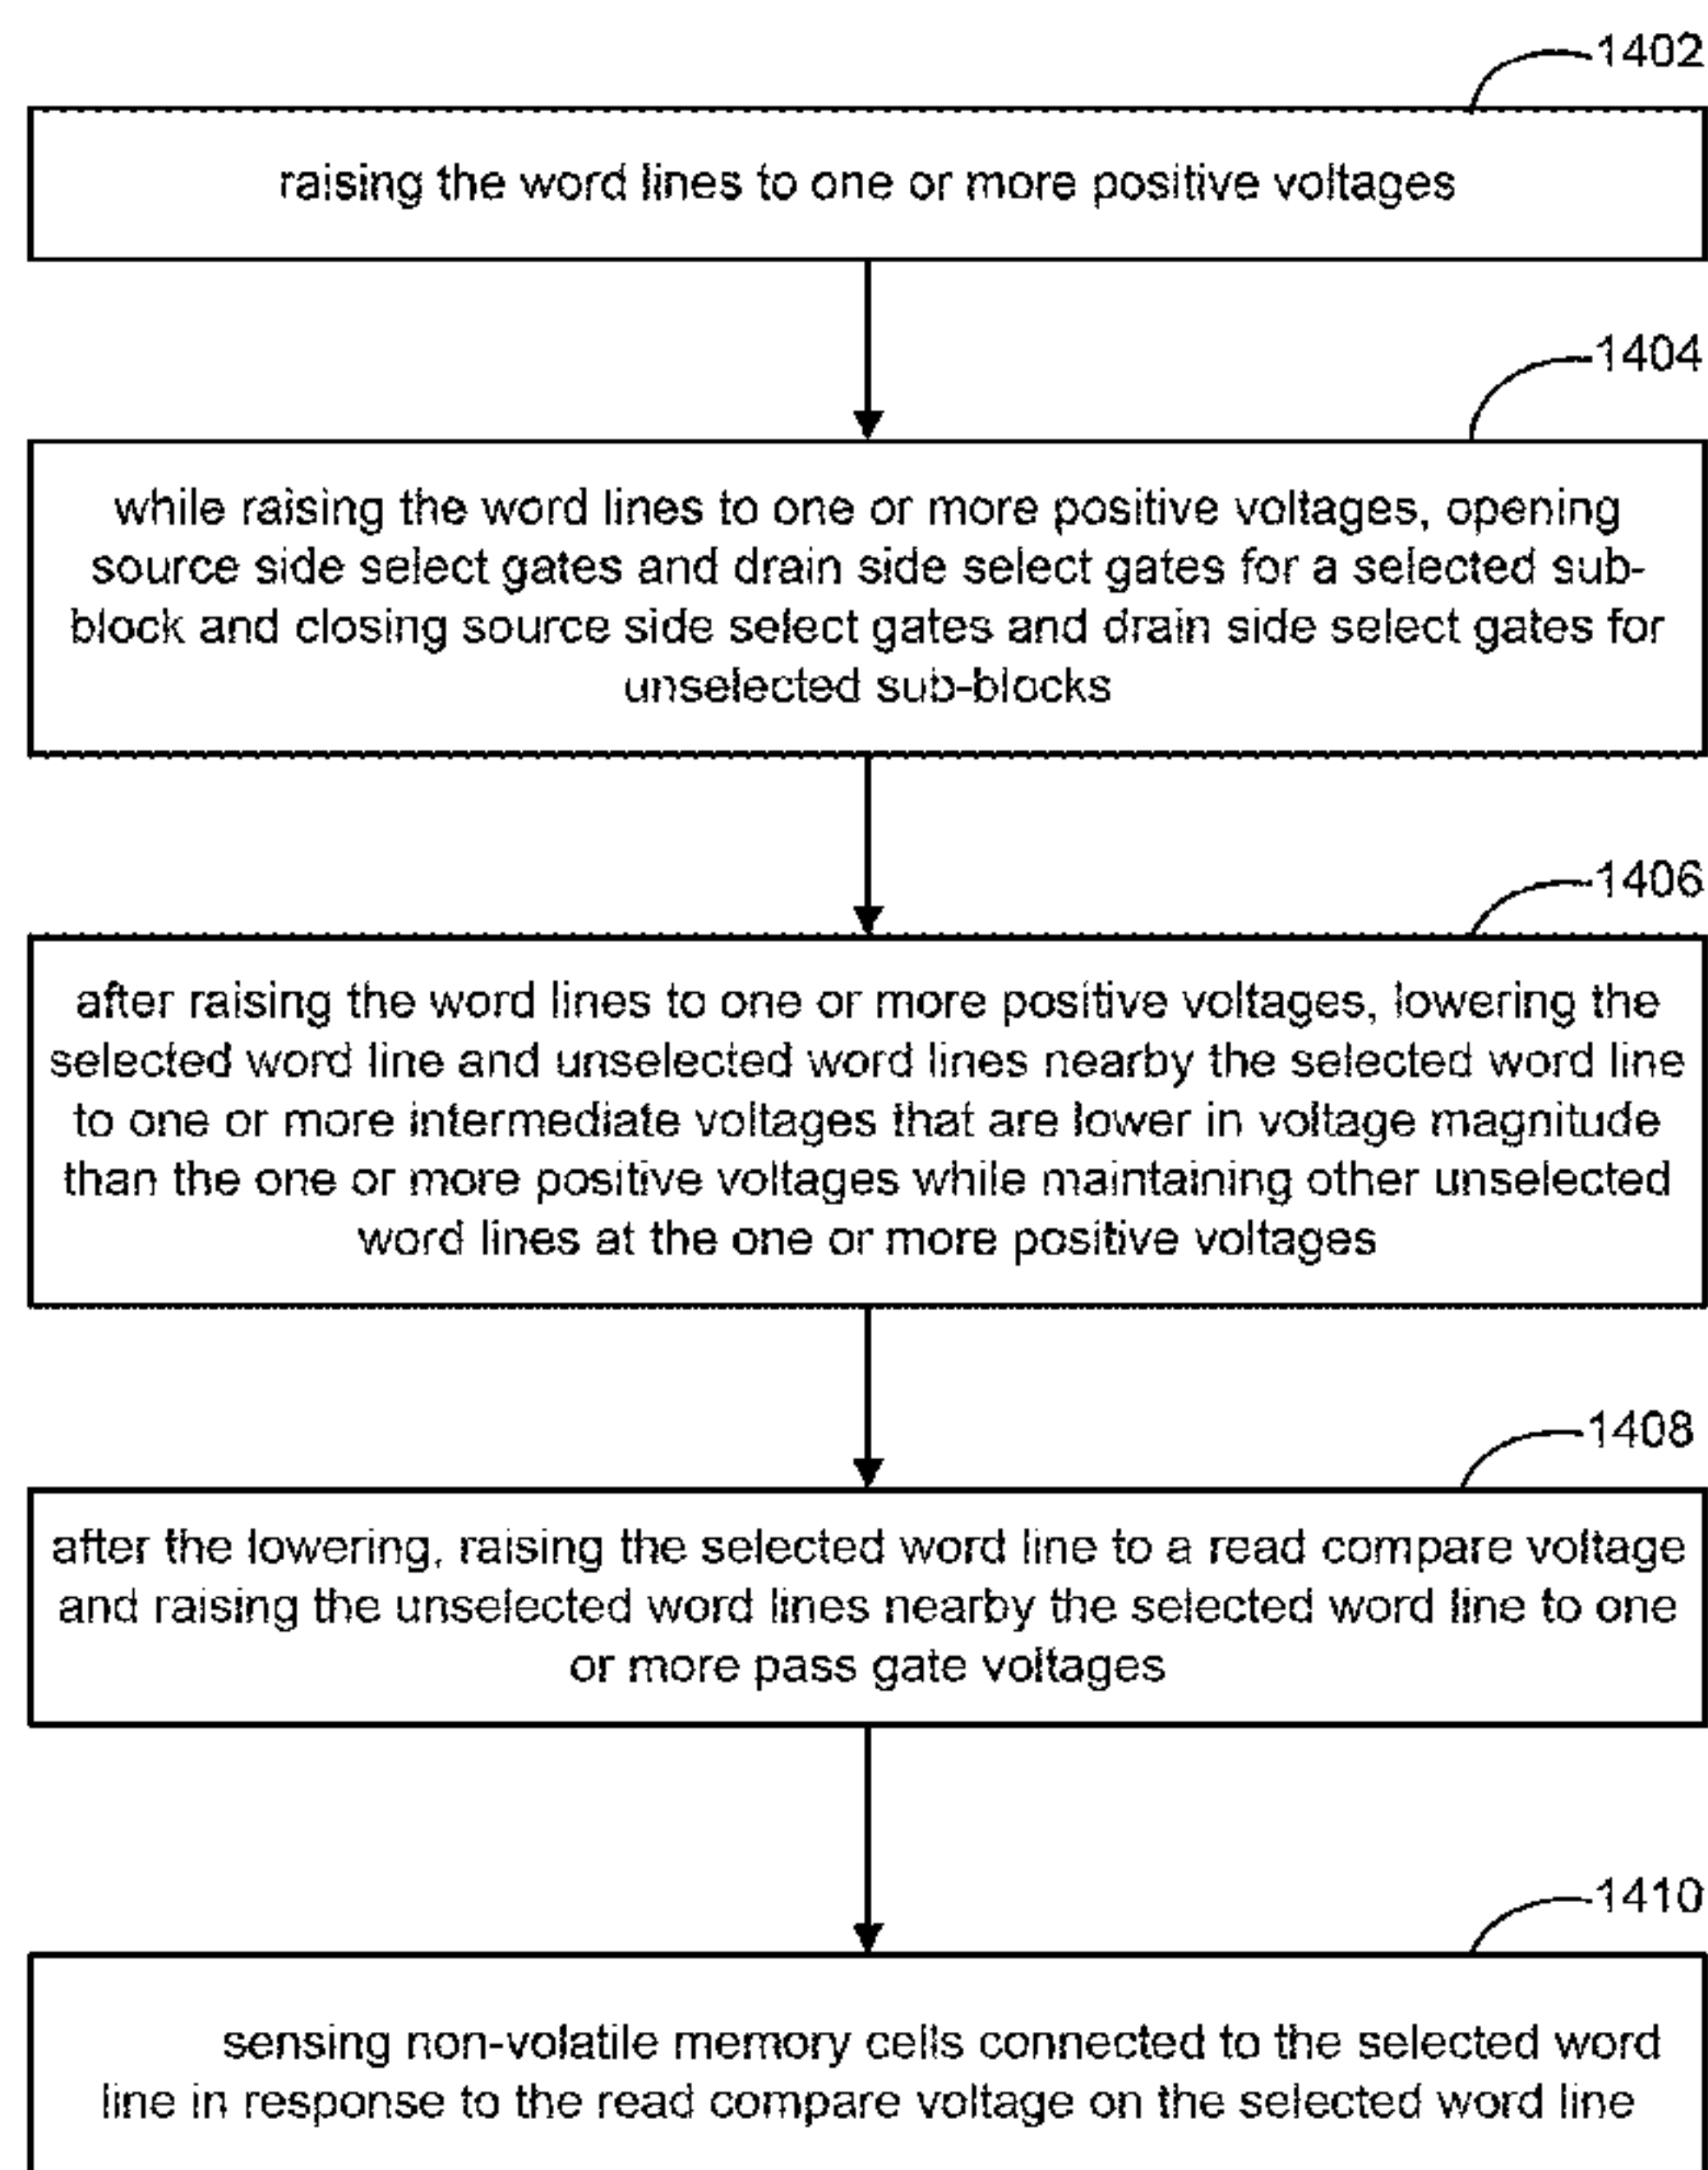 1402
raising the word lines to one or more positive voltages
1404
while raising the word lines to one or more positive voltages, opening
source side select gates and drain side select gates for a selected sub-
block and closing source side select gates and drain side select gates for
unselected sub-blocks
1406
after raising the word lines to one or more positive voltages, lowering the
selected word line and unselected word lines nearby the selected word line
to one or more intermediate voltages that are lower in voltage magnitude
than the one or more positive voltages while maintaining other unselected
word lines at the one or more positive voltages
1408
after the lowering, raising the selected word line to a read compare voltage
and raising the unselected word lines nearby the selected word line to one
or more pass gate voltages
1410
sensing non-volatile memory cells connected to the selected word
line in response to the read compare voltage on the selected word line